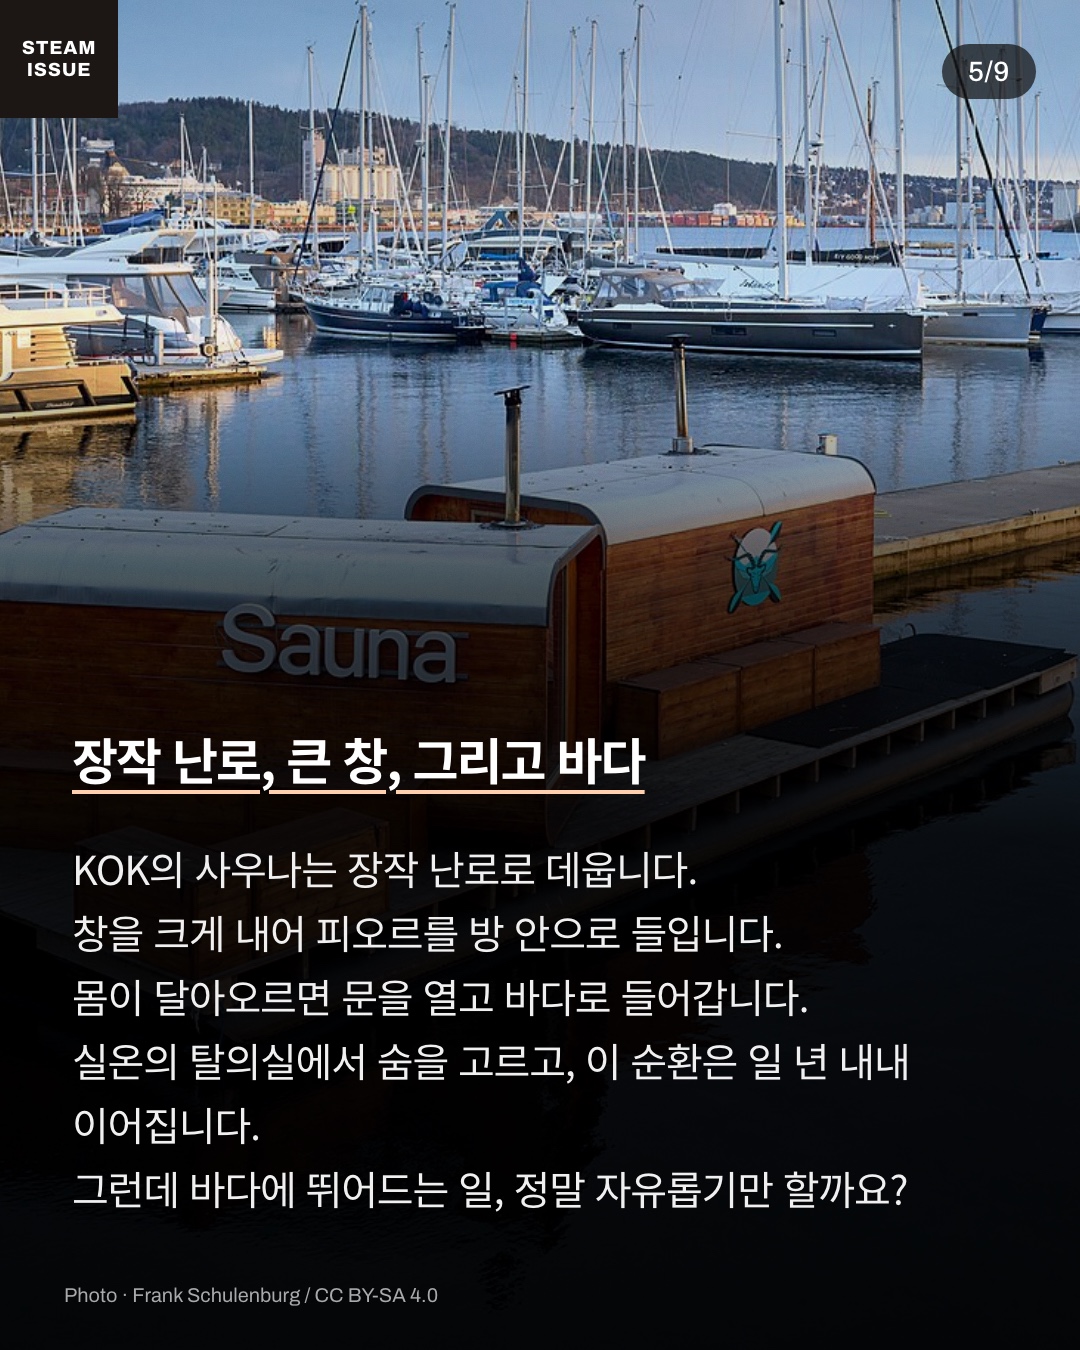 STEAM
ISSUE
5/9
Sauna
장작 난로, 큰 창, 그리고 바다
KOK의 사우나는 장작 난로로 데웁니다.
창을 크게 내어 피오르를 방 안으로 들입니다.
몸이 달아오르면 문을 열고 바다로 들어갑니다.
실온의 탈의실에서 숨을 고르고, 이 순환은 일 년 내내
이어집니다.
그런데 바다에 뛰어드는 일, 정말 자유롭기만 할까요?
Photo · Frank Schulenburg / CC BY-SA 4.0